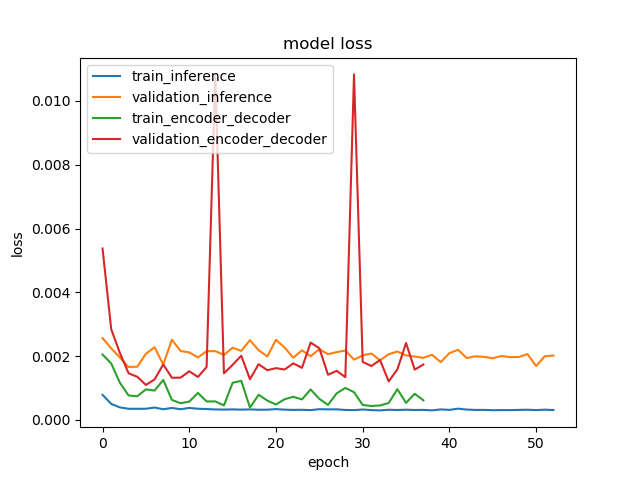 model loss
train_inference
validation_inference
train_encoder_decoder
validation_encoder_decoder
0.010
0.008
0.006
0.004
0.002
0.000
loss
0 10 20 30 40 50
epoch